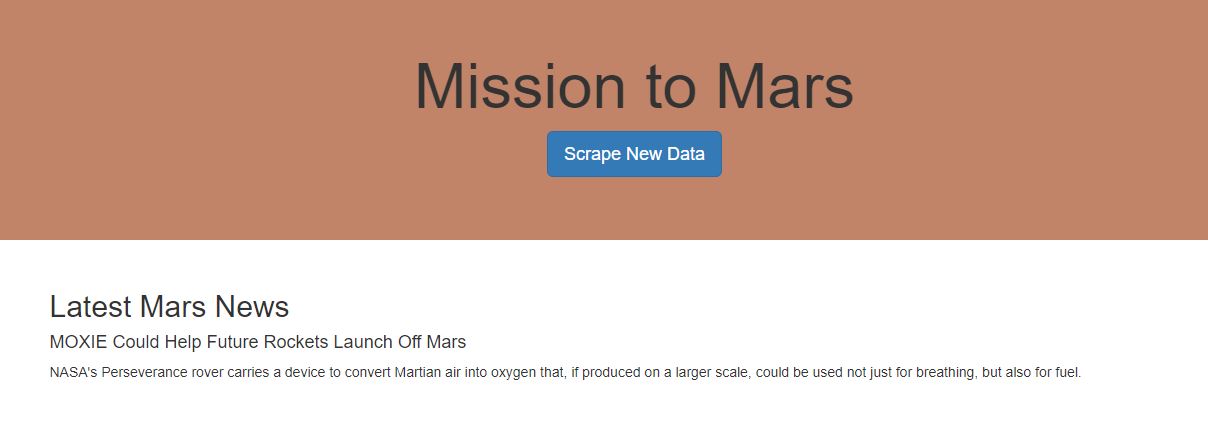 Mission to Mars
Scrape New Data
Latest Mars News
MOXIE Could Help Future Rockets Launch Off Mars
NASA's Perseverance rover carries a device to convert Martian air into oxygen that, if produced on a larger scale, could be used not just for breathing, but also for fuel.